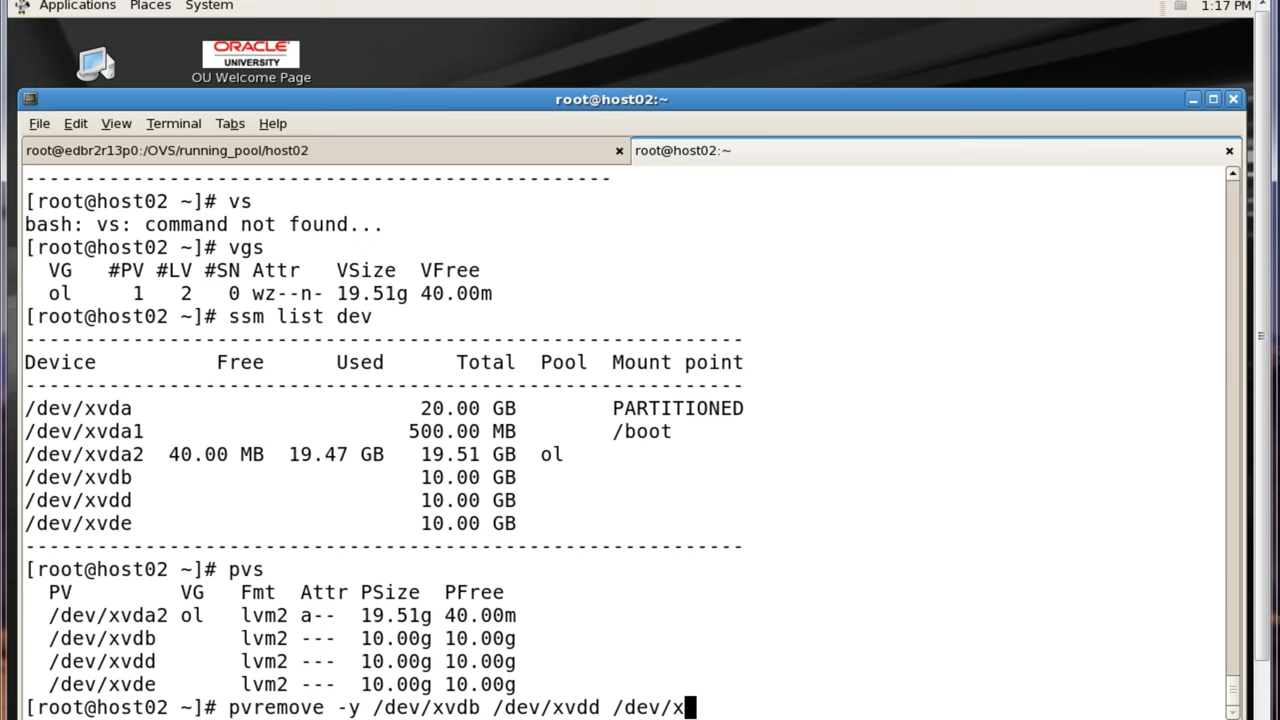 Applications Places System 1:17 PM
ORACLE
UNIVERSITY
OU Welcome Page
root@host02:~
File Edit View Terminal Tabs Help
root@edbr2r13p0:/OVS/running_pool/host02 × root@host02:~ ×
---------------------------------------------------
[root@host02 ~]# vs
bash: vs: command not found...
[root@host02 ~]# vgs
  VG   #PV #LV #SN Attr   VSize  VFree
  ol     1   2   0 wz--n- 19.51g 40.00m
[root@host02 ~]# ssm list dev
------------------------------------------------------------
Device          Free      Used      Total  Pool  Mount point
------------------------------------------------------------
/dev/xvda                        20.00 GB        PARTITIONED
/dev/xvda1                      500.00 MB        /boot
/dev/xvda2  40.00 MB  19.47 GB   19.51 GB  ol
/dev/xvdb                        10.00 GB
/dev/xvdd                        10.00 GB
/dev/xvde                        10.00 GB
------------------------------------------------------------
[root@host02 ~]# pvs
  PV         VG   Fmt  Attr PSize  PFree
  /dev/xvda2 ol   lvm2 a--  19.51g 40.00m
  /dev/xvdb       lvm2 ---  10.00g 10.00g
  /dev/xvdd       lvm2 ---  10.00g 10.00g
  /dev/xvde       lvm2 ---  10.00g 10.00g
[root@host02 ~]# pvremove -y /dev/xvdb /dev/xvdd /dev/x